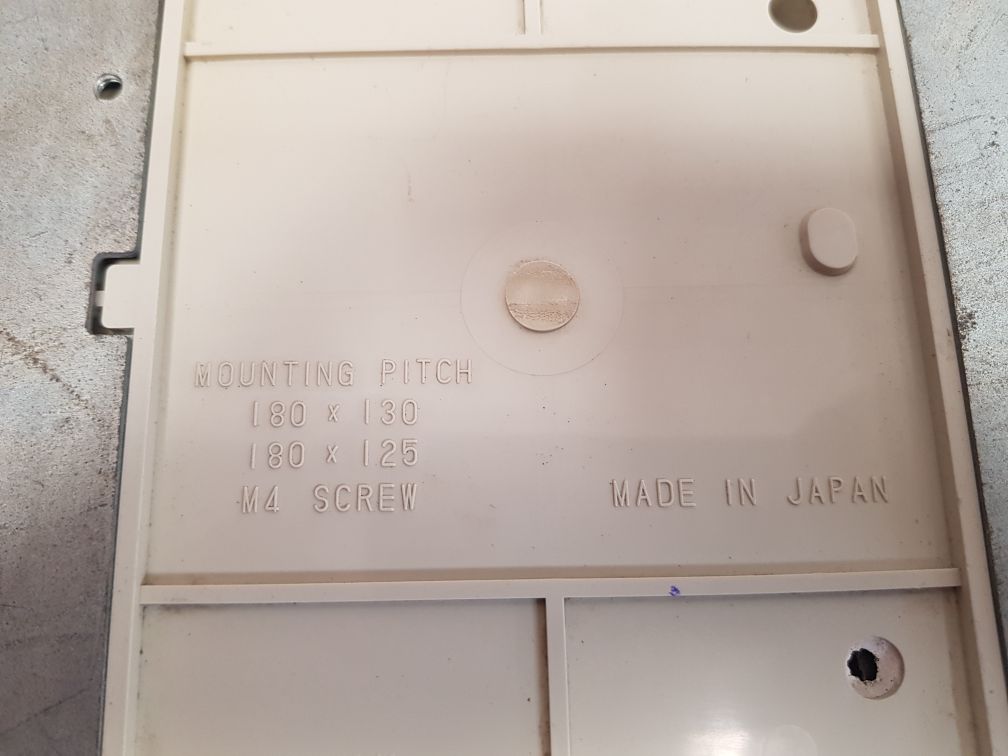 MOUNTING PITCH
180 x 130
180 x 125
M4 SCREW
MADE IN JAPAN